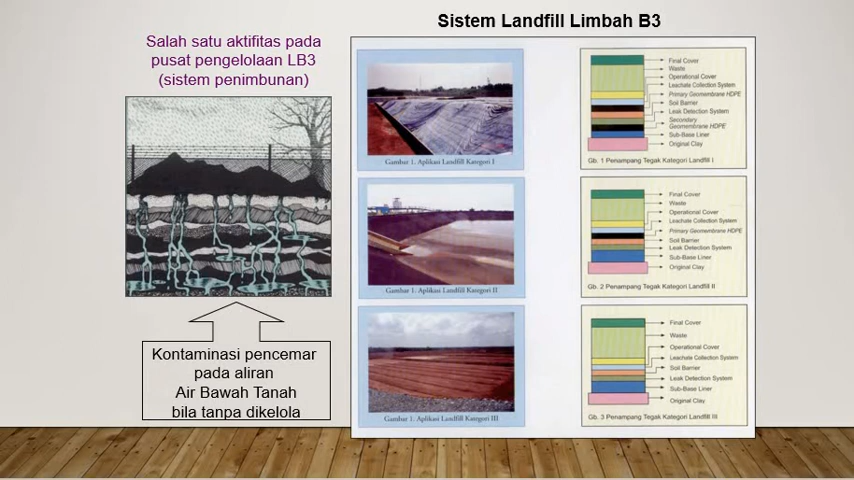 Sistem Landfill Limbah B3
Salah satu aktifitas pada
pusat pengelolaan LB3
(sistem penimbunan)
Kontaminasi pencemar
pada aliran
Air Bawah Tanah
bila tanpa dikelola
Gambar 1. Aplikasi Landfill Kategori I
Final Cover
Waste
Operational Cover
Leachate Collection System
Primary Geomembrane HDPE
Soil Barrier
Leak Detection System
Secondary
Geomembrane HDPE
Sub-Base Liner
Original Clay
Gb. 1 Penampang Tegak Kategori Landfill I
Gambar 1. Aplikasi Landfill Kategori II
Final Cover
Waste
Operational Cover
Leachate Collection System
Primary Geomembrane HDPE
Soil Barrier
Leak Detection System
Sub-Base Liner
Original Clay
Gb. 2 Penampang Tegak Kategori Landfill II
Gambar 1. Aplikasi Landfill Kategori III
Final Cover
Waste
Operational Cover
Leachate Collection System
Soil Barrier
Leak Detection System
Sub-Base Liner
Original Clay
Gb. 3 Penampang Tegak Kategori Landfill III